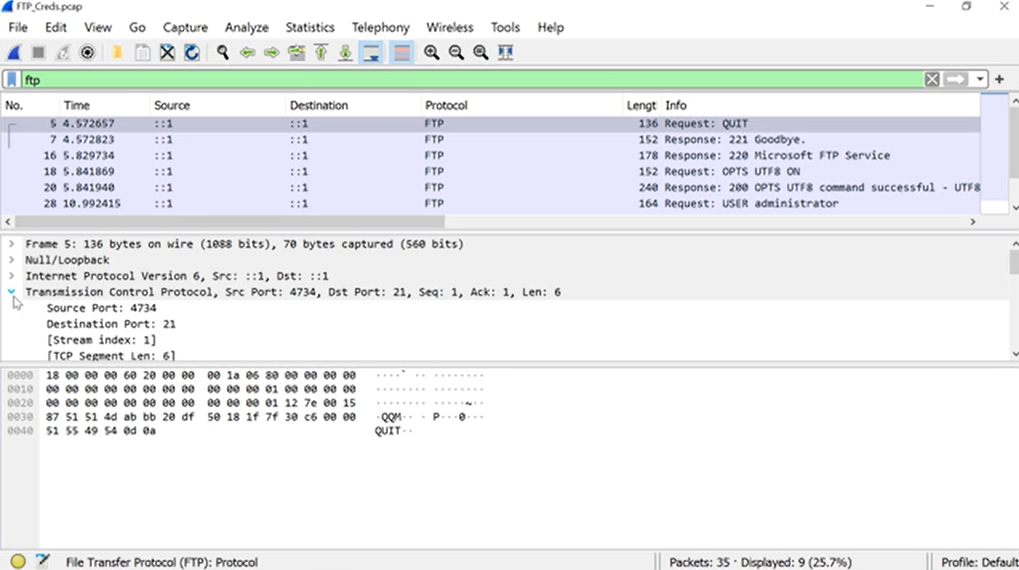 FTP_Creds.pcap
File Edit View Go Capture Analyze Statistics Telephony Wireless Tools Help
ftp
No. Time Source Destination Protocol Lengt Info
5 4.572657 ::1 ::1 FTP 136 Request: QUIT
7 4.572823 ::1 ::1 FTP 152 Response: 221 Goodbye.
16 5.829734 ::1 ::1 FTP 178 Response: 220 Microsoft FTP Service
18 5.841869 ::1 ::1 FTP 152 Request: OPTS UTF8 ON
20 5.841940 ::1 ::1 FTP 240 Response: 200 OPTS UTF8 command successful - UTF8
28 10.992415 ::1 ::1 FTP 164 Request: USER administrator
Frame 5: 136 bytes on wire (1088 bits), 70 bytes captured (560 bits)
Null/Loopback
Internet Protocol Version 6, Src: ::1, Dst: ::1
Transmission Control Protocol, Src Port: 4734, Dst Port: 21, Seq: 1, Ack: 1, Len: 6
Source Port: 4734
Destination Port: 21
[Stream index: 1]
[TCP Segment Len: 6]
0000 18 00 00 00 60 20 00 00 00 1a 06 80 00 00 00 00 ····` ·· ········
0010 00 00 00 00 00 00 00 00 00 00 01 00 00 00 00 00 ········ ········
0020 00 00 00 00 00 00 00 00 00 00 01 12 7e 00 15 ········ ·····~··
0030 87 51 51 4d ab bb 20 df 50 18 1f 7f 30 c6 00 00 ·QQM·· · P···0···
0040 51 55 49 54 0d 0a QUIT··
File Transfer Protocol (FTP): Protocol Packets: 35 · Displayed: 9 (25.7%) Profile: Default